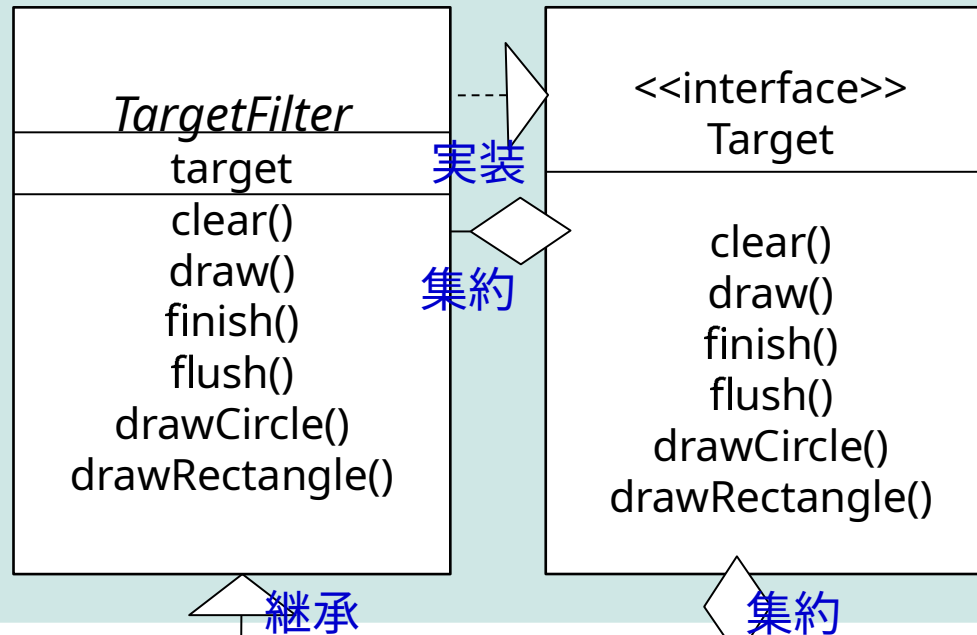 TargetFilter
target
clear()
draw()
finish()
flush()
drawCircle()
drawRectangle()
実装
集約
<<interface>>
Target
clear()
draw()
finish()
flush()
drawCircle()
drawRectangle()
継承
集約